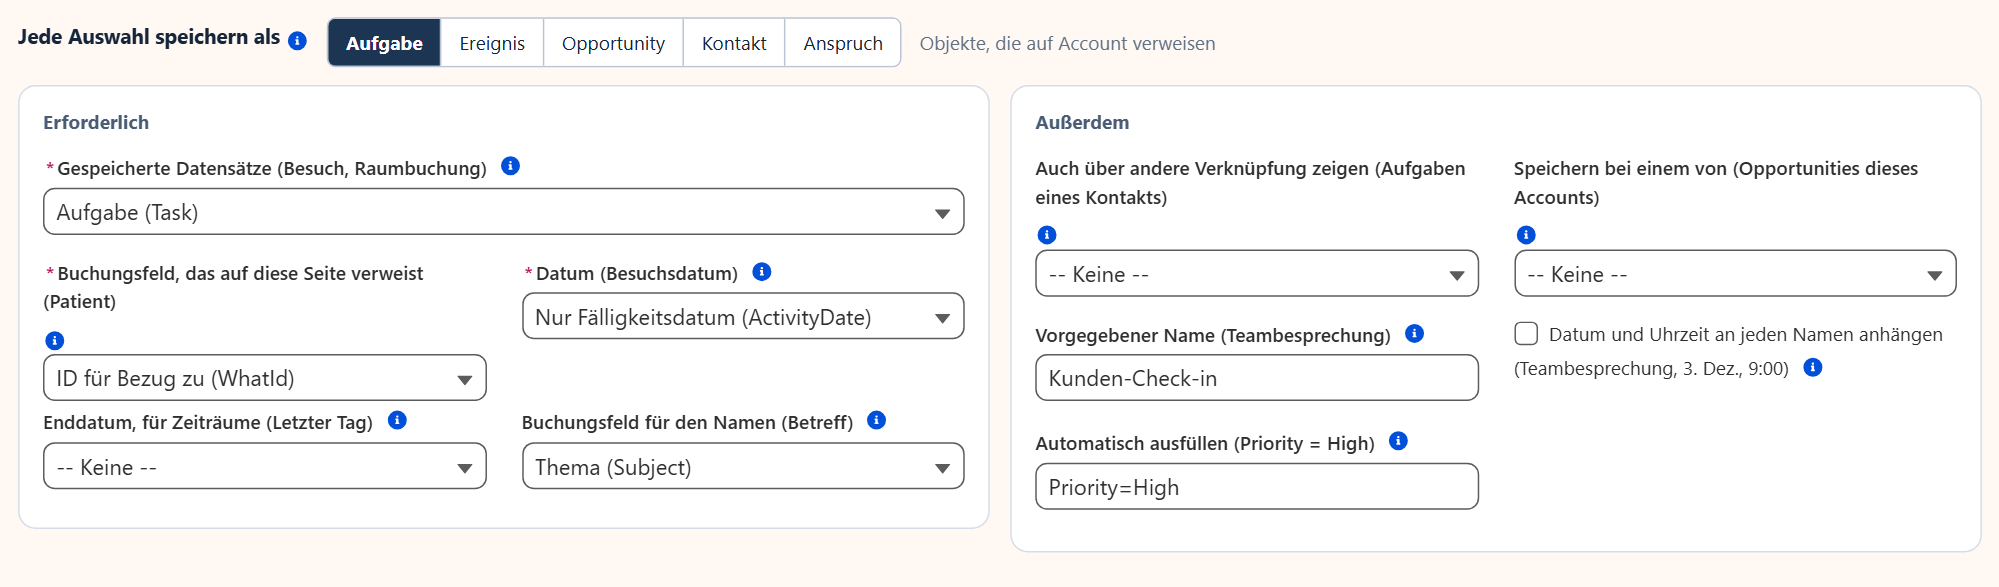 Jede Auswahl speichern als
Aufgabe
Ereignis
Opportunity
Kontakt
Anspruch
Objekte, die auf Account verweisen
Erforderlich
* Gespeicherte Datensätze (Besuch, Raumbuchung)
Aufgabe (Task)
* Buchungsfeld, das auf diese Seite verweist
(Patient)
ID für Bezug zu (WhatId)
* Datum (Besuchsdatum)
Nur Fälligkeitsdatum (ActivityDate)
Enddatum, für Zeiträume (Letzter Tag)
-- Keine --
Buchungsfeld für den Namen (Betreff)
Thema (Subject)
Außerdem
Auch über andere Verknüpfung zeigen (Aufgaben
eines Kontakts)
-- Keine --
Speichern bei einem von (Opportunities dieses
Accounts)
-- Keine --
Vorgegebener Name (Teambesprechung)
Kunden-Check-in
Datum und Uhrzeit an jeden Namen anhängen
(Teambesprechung, 3. Dez., 9:00)
Automatisch ausfüllen (Priority = High)
Priority=High